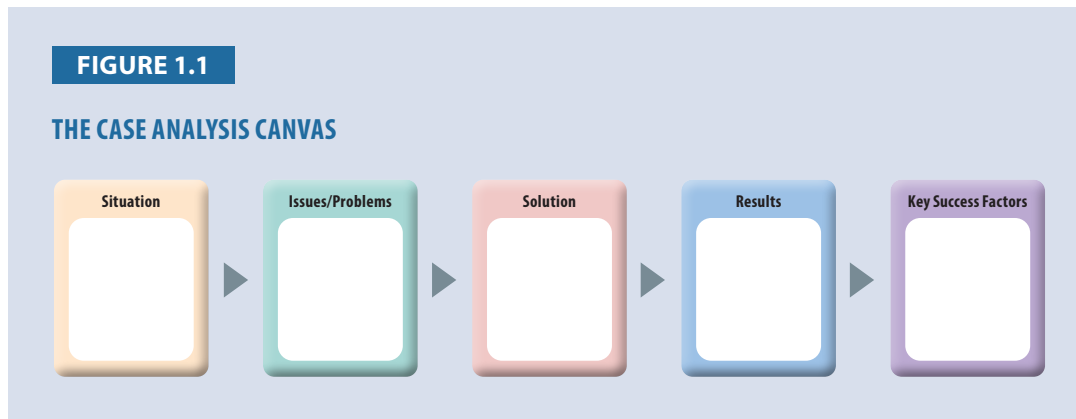 FIGURE 1.1
THE CASE ANALYSIS CANVAS
Situation
Issues/Problems
Solution
Results
Key Success Factors